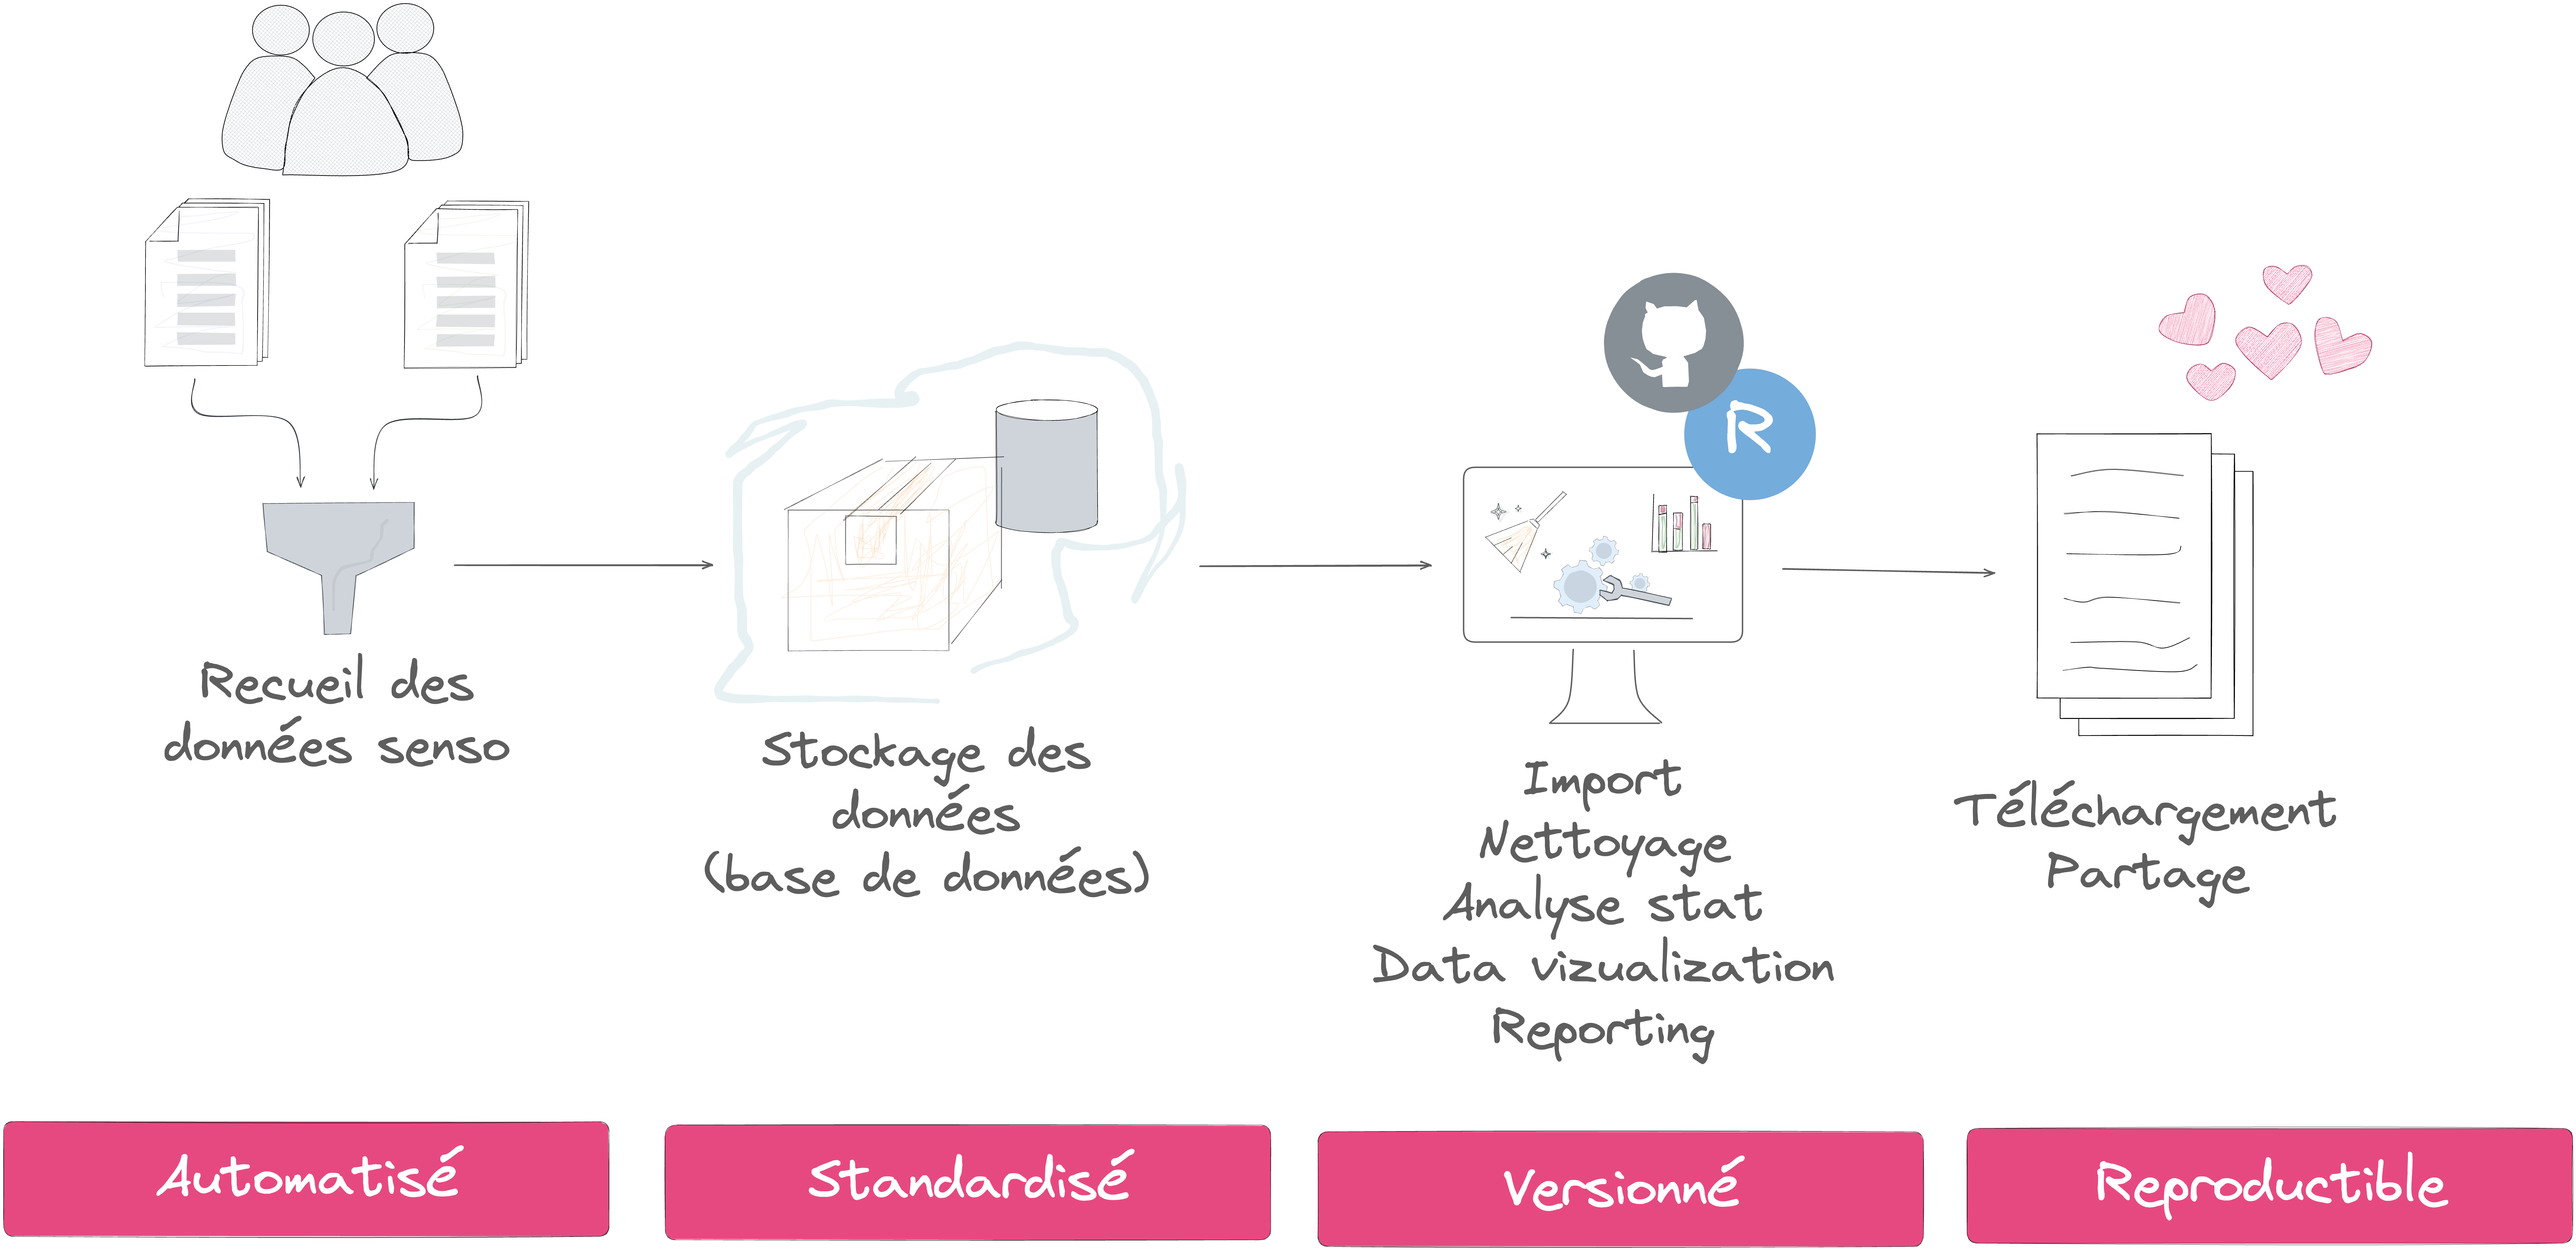 Recueil des
données senso
Stockage des
données
(base de données)
R
Import
Nettoyage
Analyse stat
Data vizualization
Reporting
Téléchargement
Partage
Automatisé
Standardisé
Versionné
Reproductible